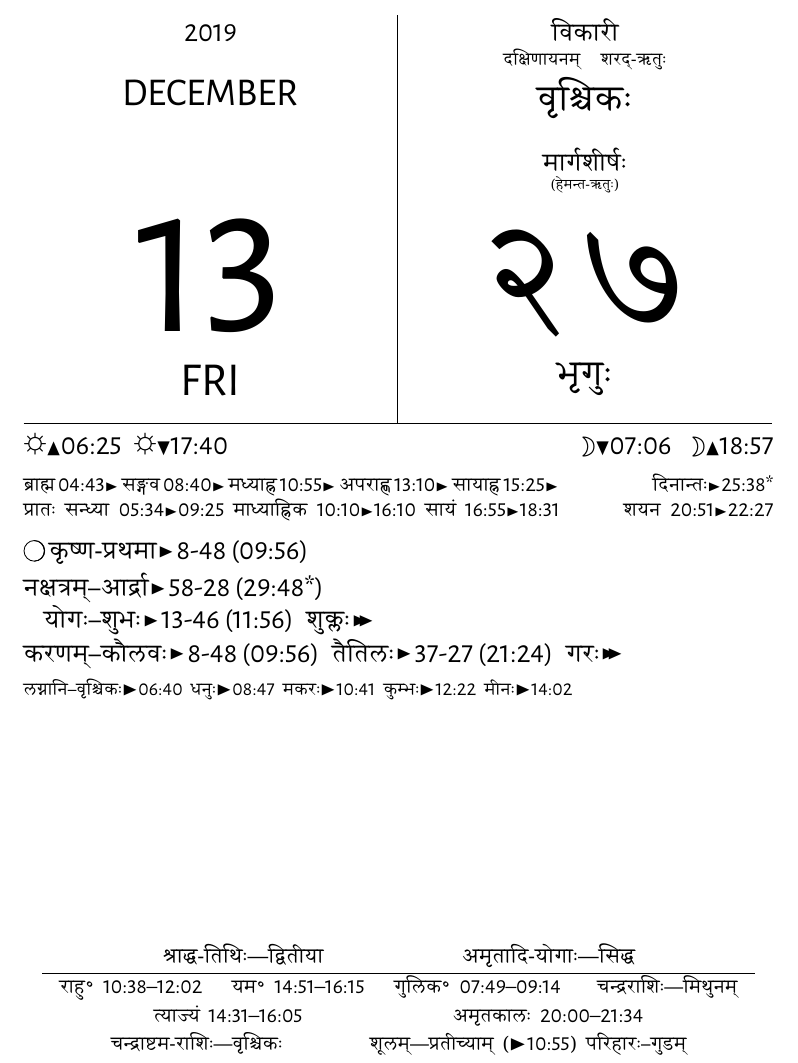 2019
DECEMBER
13
FRI
विकारी
दक्षिणायनम् शरद्-ऋतुः
वृश्चिकः
मार्गशीर्षः
(हेमन्त-ऋतुः)
२७
भृगुः
☼▲06:25 ☼▼17:40 ☽▼07:06 ☽▲18:57
ब्राह्म 04:43► सङ्गव 08:40► मध्याह्न 10:55► अपराह्ण 13:10► सायाह्न 15:25► दिनान्तः►25:38*
प्रातः सन्ध्या 05:34►09:25 माध्याह्निक 10:10►16:10 सायं 16:55►18:31 शयन 20:51►22:27
◯ कृष्ण-प्रथमा►8-48 (09:56)
नक्षत्रम्–आर्द्रा►58-28 (29:48*)
योगः–शुभः►13-46 (11:56) शुक्लः►►
करणम्–कौलवः►8-48 (09:56) तैतिलः►37-27 (21:24) गरः►►
लग्नानि–वृश्चिकः►06:40 धनुः►08:47 मकरः►10:41 कुम्भः►12:22 मीनः►14:02
श्राद्ध-तिथिः—द्वितीया अमृतादि-योगाः—सिद्ध
राहु॰ 10:38–12:02 यम॰ 14:51–16:15 गुलिक॰ 07:49–09:14 चन्द्रराशिः—मिथुनम्
त्याज्यं 14:31–16:05 अमृतकालः 20:00–21:34
चन्द्राष्टम-राशिः—वृश्चिकः शूलम्—प्रतीच्याम् (►10:55) परिहारः–गुडम्